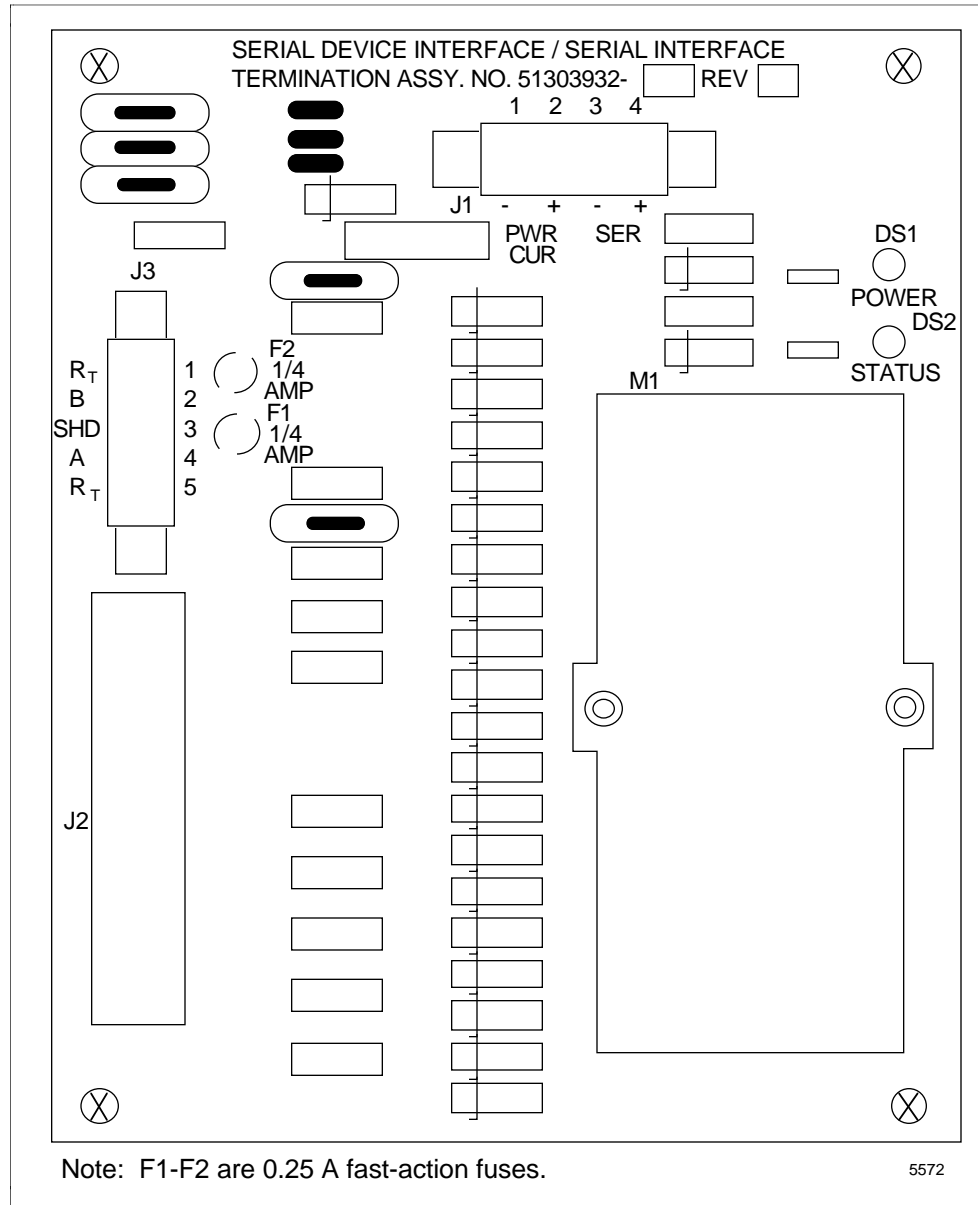 SERIAL DEVICE INTERFACE / SERIAL INTERFACE
TERMINATION ASSY. NO. 51303932- REV
1 2 3 4
J1 - + - +
PWR SER
CUR
J3
DS1
POWER
DS2
STATUS
M1
RT 1
B 2
SHD 3
A 4
RT 5
F2
1/4
AMP
F1
1/4
AMP
J2
Note: F1-F2 are 0.25 A fast-action fuses.
5572